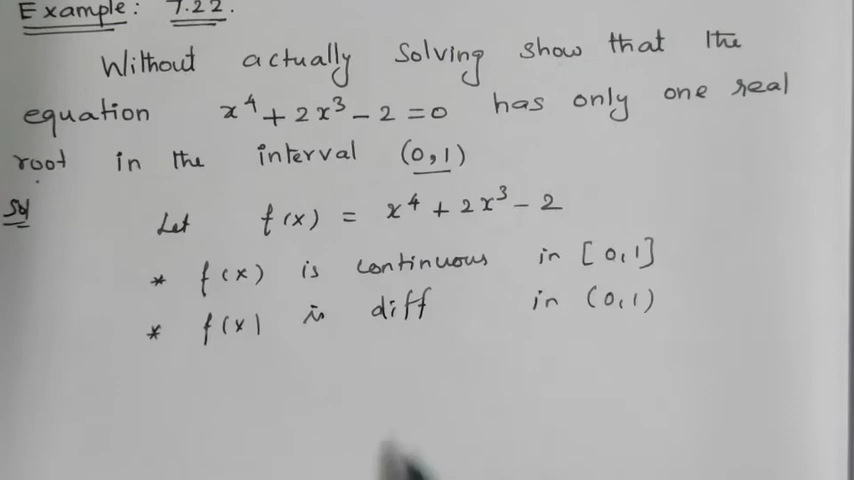 Example: 7.22.
Without actually solving show that the
equation x⁴ + 2x³ - 2 = 0 has only one real
root in the interval (0,1)
Sol
Let f(x) = x⁴ + 2x³ - 2
* f(x) is continuous in [0,1]
* f(x) is diff in (0,1)